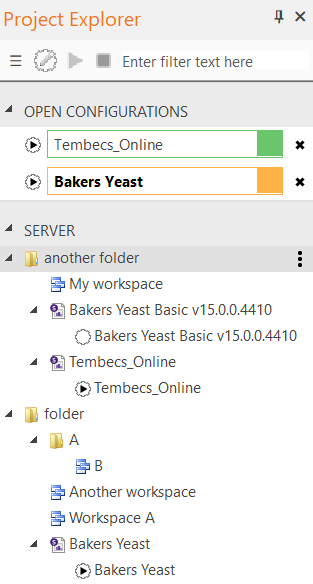 Project Explorer
Enter filter text here
OPEN CONFIGURATIONS
Tembecs_Online
Bakers Yeast
SERVER
another folder
My workspace
Bakers Yeast Basic v15.0.0.4410
Bakers Yeast Basic v15.0.0.4410
Tembecs_Online
Tembecs_Online
folder
A
B
Another workspace
Workspace A
Bakers Yeast
Bakers Yeast